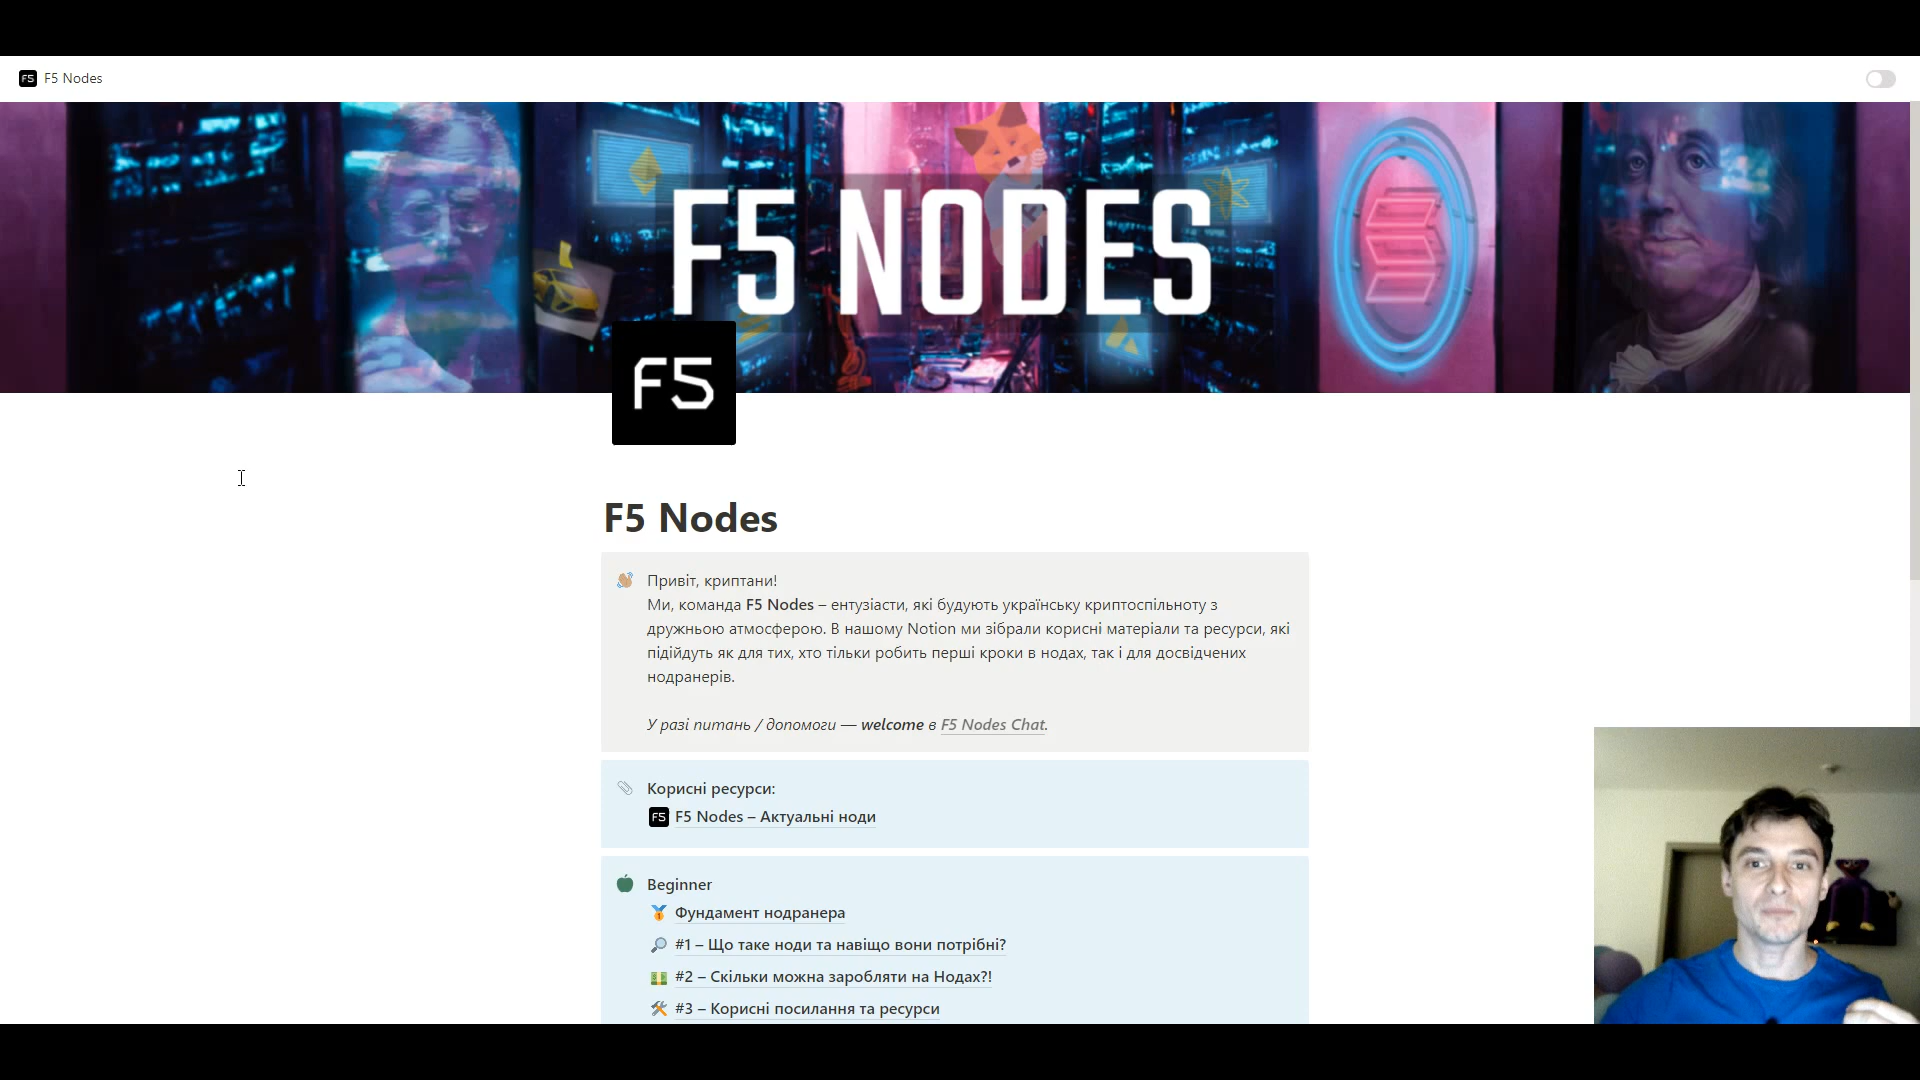 F5 F5 Nodes
F5 NODES
F5
F5 Nodes
Привіт, криптани!
Ми, команда F5 Nodes – ентузіасти, які будують українську криптоспільноту з
дружньою атмосферою. В нашому Notion ми зібрали корисні матеріали та ресурси, які
підійдуть як для тих, хто тільки робить перші кроки в нодах, так і для досвідчених
нодранерів.
У разі питань / допомоги — welcome в F5 Nodes Chat.
Корисні ресурси:
F5 F5 Nodes – Актуальні ноди
Beginner
Фундамент нодранера
#1 – Що таке ноди та навіщо вони потрібні?
#2 – Скільки можна заробляти на Нодах?!
#3 – Корисні посилання та ресурси